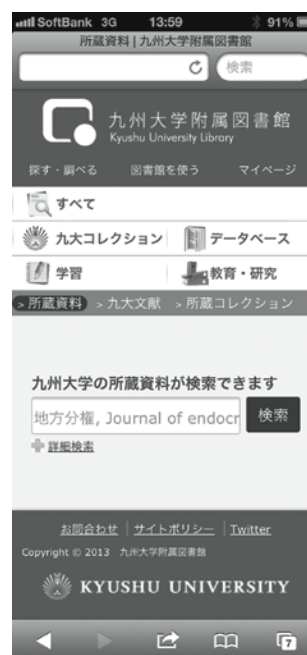 SoftBank 3G 13:59 91%
所蔵資料 | 九州大学附属図書館
検索
九州大学附属図書館
Kyushu University Library
探す・調べる 図書館を使う マイページ
すべて
九大コレクション データベース
学習 教育・研究
> 所蔵資料 > 九大文献 > 所蔵コレクション
九州大学の所蔵資料が検索できます
地方分権, Journal of endocr 検索
詳細検索
お問合わせ | サイトポリシー | Twitter
Copyright © 2013 九州大学附属図書館
KYUSHU UNIVERSITY
7